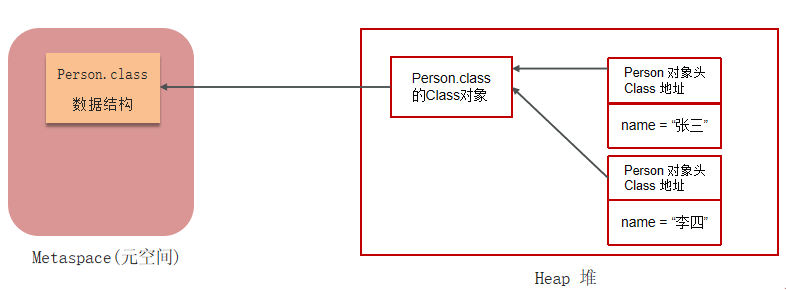 Person.class
数据结构
Metaspace(元空间)
Person.class
的Class对象
Person 对象头
Class 地址
name = “张三”
Person 对象头
Class 地址
name = “李四”
Heap 堆